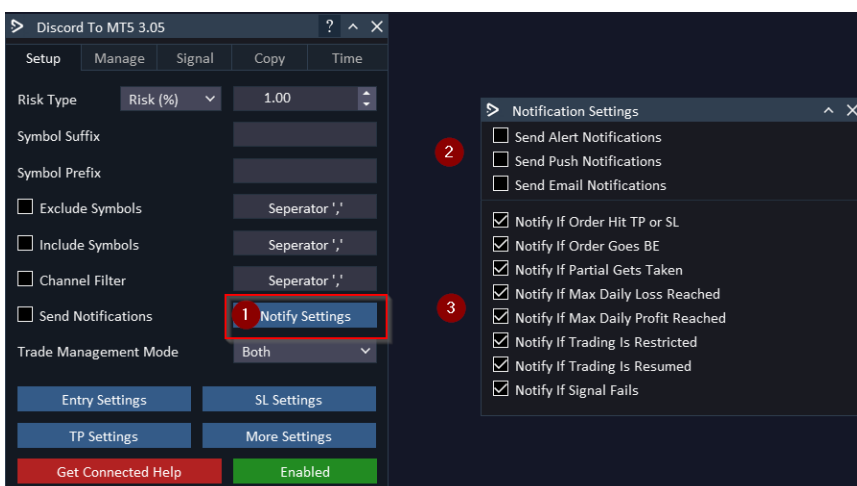 Discord To MT5 3.05 ? ^ X
Setup Manage Signal Copy Time
Risk Type Risk (%) 1.00
Symbol Suffix
Symbol Prefix
Exclude Symbols Seperator ','
Include Symbols Seperator ','
Channel Filter Seperator ','
Send Notifications 1 Notify Settings
Trade Management Mode Both
Entry Settings SL Settings
TP Settings More Settings
Get Connected Help Enabled
Notification Settings ^ X
2
Send Alert Notifications
Send Push Notifications
Send Email Notifications
3
Notify If Order Hit TP or SL
Notify If Order Goes BE
Notify If Partial Gets Taken
Notify If Max Daily Loss Reached
Notify If Max Daily Profit Reached
Notify If Trading Is Restricted
Notify If Trading Is Resumed
Notify If Signal Fails